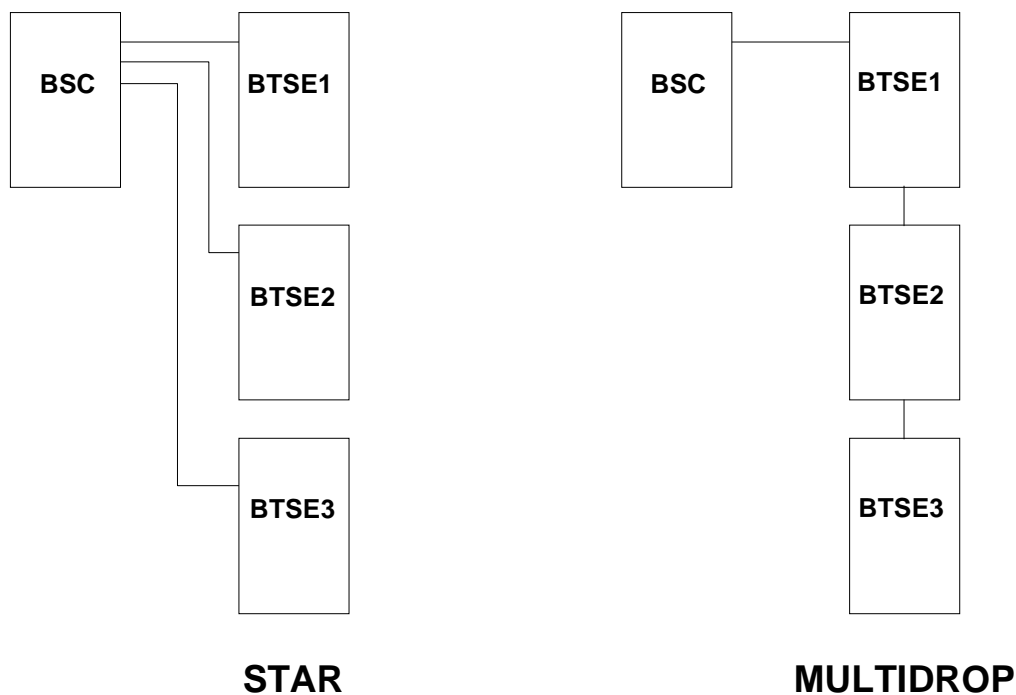 BSC
BTSE1
BTSE2
BTSE3
STAR
BSC
BTSE1
BTSE2
BTSE3
MULTIDROP